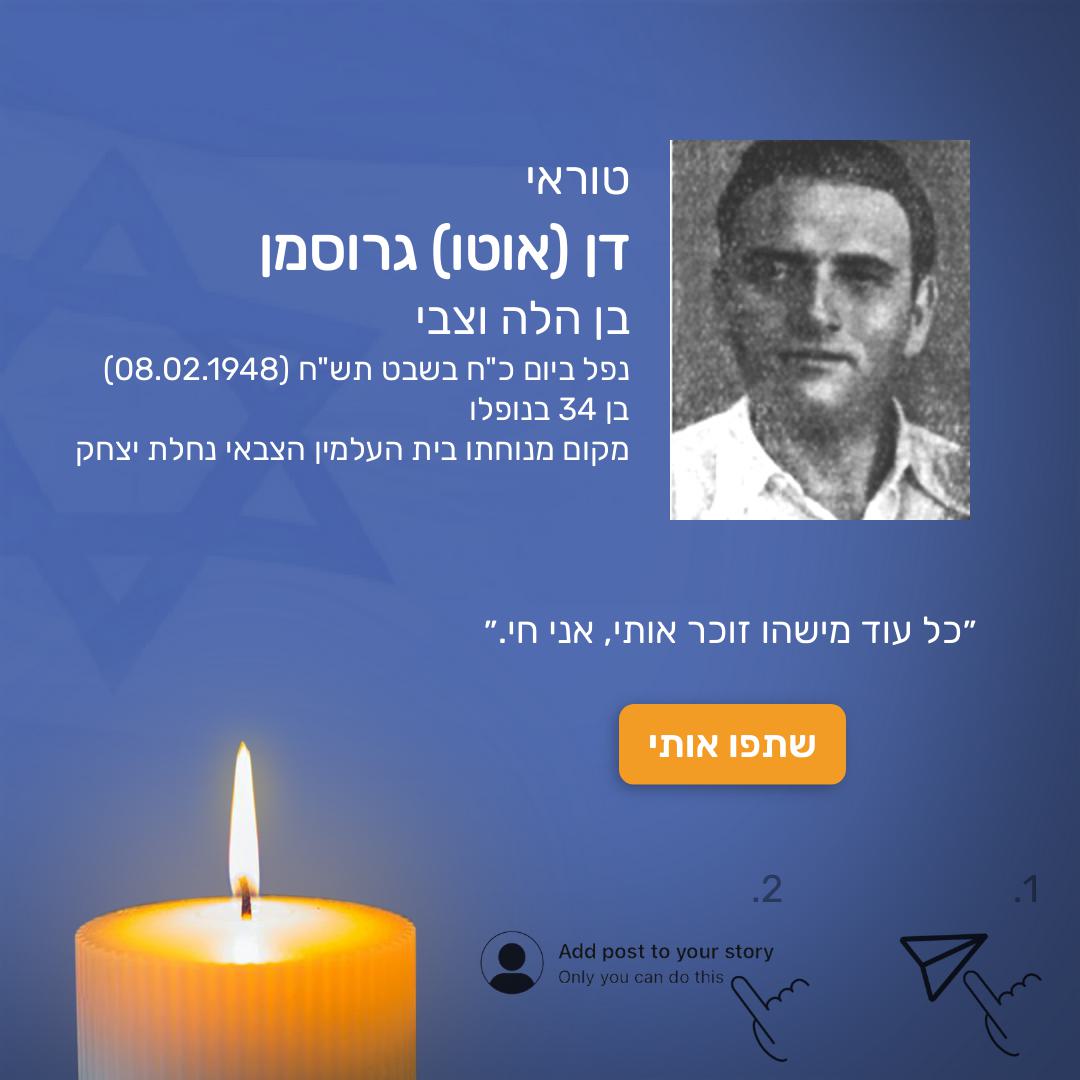 טוראי
דן (אוטו) גרוסמן
בן הלה וצבי
נפל ביום כ"ח בשבט תש"ח (08.02.1948)
בן 34 בנופלו
מקום מנוחתו בית העלמין הצבאי נחלת יצחק
״כל עוד מישהו זוכר אותי, אני חי.״
שתפו אותי
1.
2.
Add post to your story
Only you can do this